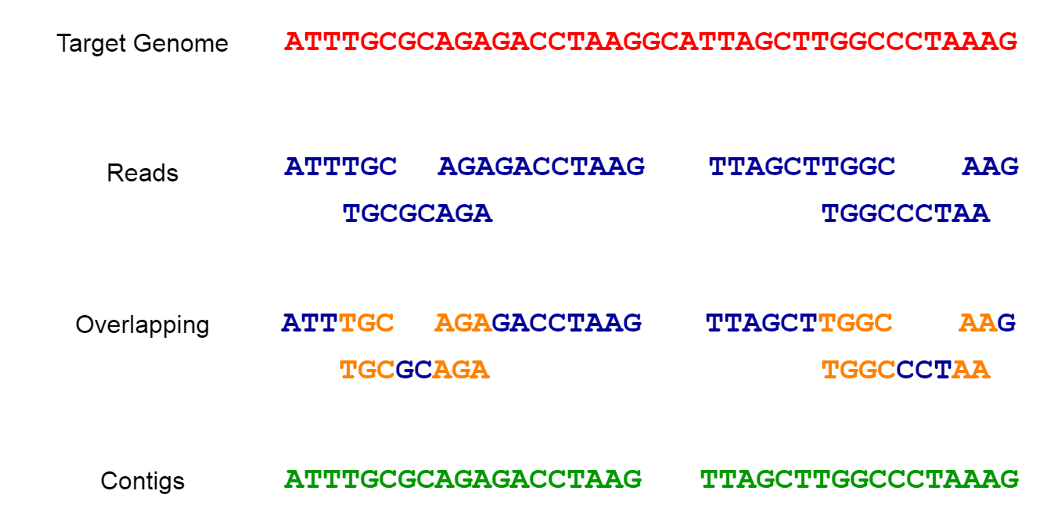 Target Genome ATTTGCGCAGAGACCTAAGGCATTAGCTTGGCCCTAAAG
Reads ATTTGC AGAGACCTAAG TTAGCTTGGC AAG
TGCGCAGA TGGCCCTAA
Overlapping ATTTGC AGAGACCTAAG TTAGCTTGGC AAG
TGCGCAGA TGGCCCTAA
Contigs ATTTGCGCAGAGACCTAAG TTAGCTTGGCCCTAAAG